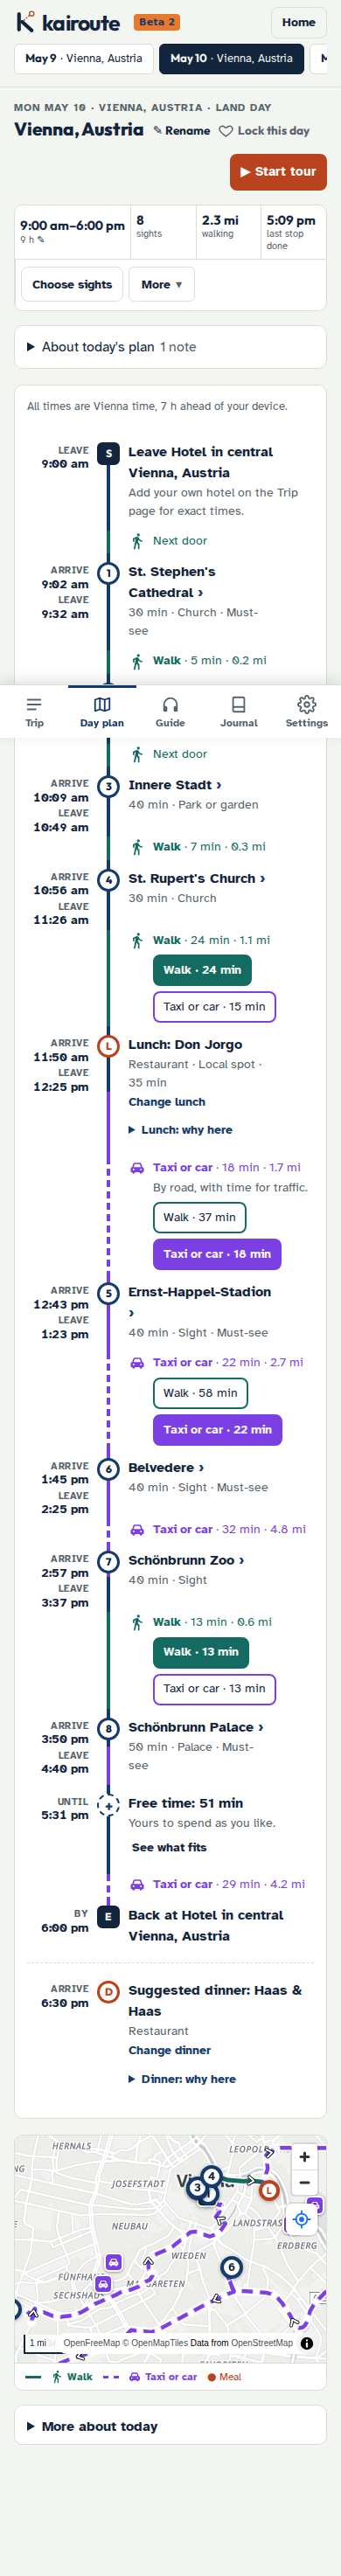 kairoute Beta 2 Home
May 9 · Vienna, Austria May 10 · Vienna, Austria
MON MAY 10 · VIENNA, AUSTRIA · LAND DAY
Vienna, Austria ✎ Rename Lock this day
▶ Start tour
9:00 am–6:00 pm 8 2.3 mi 5:09 pm
9 h ✎ sights walking last stop
done
Choose sights More ▾
▶ About today's plan 1 note
All times are Vienna time, 7 h ahead of your device.
LEAVE S Leave Hotel in central
9:00 am Vienna, Austria
Add your own hotel on the Trip
page for exact times.
Next door
ARRIVE 1 St. Stephen's
9:02 am Cathedral ›
LEAVE
9:32 am 30 min · Church · Must-
see
Walk · 5 min · 0.2 mi
Trip Day plan Guide Journal Settings
Next door
ARRIVE 3 Innere Stadt ›
10:09 am 40 min · Park or garden
LEAVE
10:49 am
Walk · 7 min · 0.3 mi
ARRIVE 4 St. Rupert's Church ›
10:56 am 30 min · Church
LEAVE
11:26 am
Walk · 24 min · 1.1 mi
Walk · 24 min
Taxi or car · 15 min
ARRIVE L Lunch: Don Jorgo
11:50 am Restaurant · Local spot ·
LEAVE
12:25 pm 35 min
Change lunch
▶ Lunch: why here
Taxi or car · 18 min · 1.7 mi
By road, with time for traffic.
Walk · 37 min
Taxi or car · 18 min
ARRIVE 5 Ernst-Happel-Stadion
12:43 pm ›
LEAVE
1:23 pm 40 min · Sight · Must-see
Taxi or car · 22 min · 2.7 mi
Walk · 58 min
Taxi or car · 22 min
ARRIVE 6 Belvedere ›
1:45 pm 40 min · Sight · Must-see
LEAVE
2:25 pm
Taxi or car · 32 min · 4.8 mi
ARRIVE 7 Schönbrunn Zoo ›
2:57 pm 40 min · Sight
LEAVE
3:37 pm
Walk · 13 min · 0.6 mi
Walk · 13 min
Taxi or car · 13 min
ARRIVE 8 Schönbrunn Palace ›
3:50 pm 50 min · Palace · Must-
LEAVE see
4:40 pm
UNTIL + Free time: 51 min
5:31 pm Yours to spend as you like.
See what fits
Taxi or car · 29 min · 4.2 mi
BY E Back at Hotel in central
6:00 pm Vienna, Austria
ARRIVE D Suggested dinner: Haas &
6:30 pm Haas
Restaurant
Change dinner
▶ Dinner: why here
HERNALS
JOSEFSTADT
NEUBAU
WIEDEN
ERDBERG
3 4 L 6
+
−
1 mi OpenFreeMap © OpenMapTiles Data from OpenStreetMap
Walk Taxi or car Meal
▶ More about today